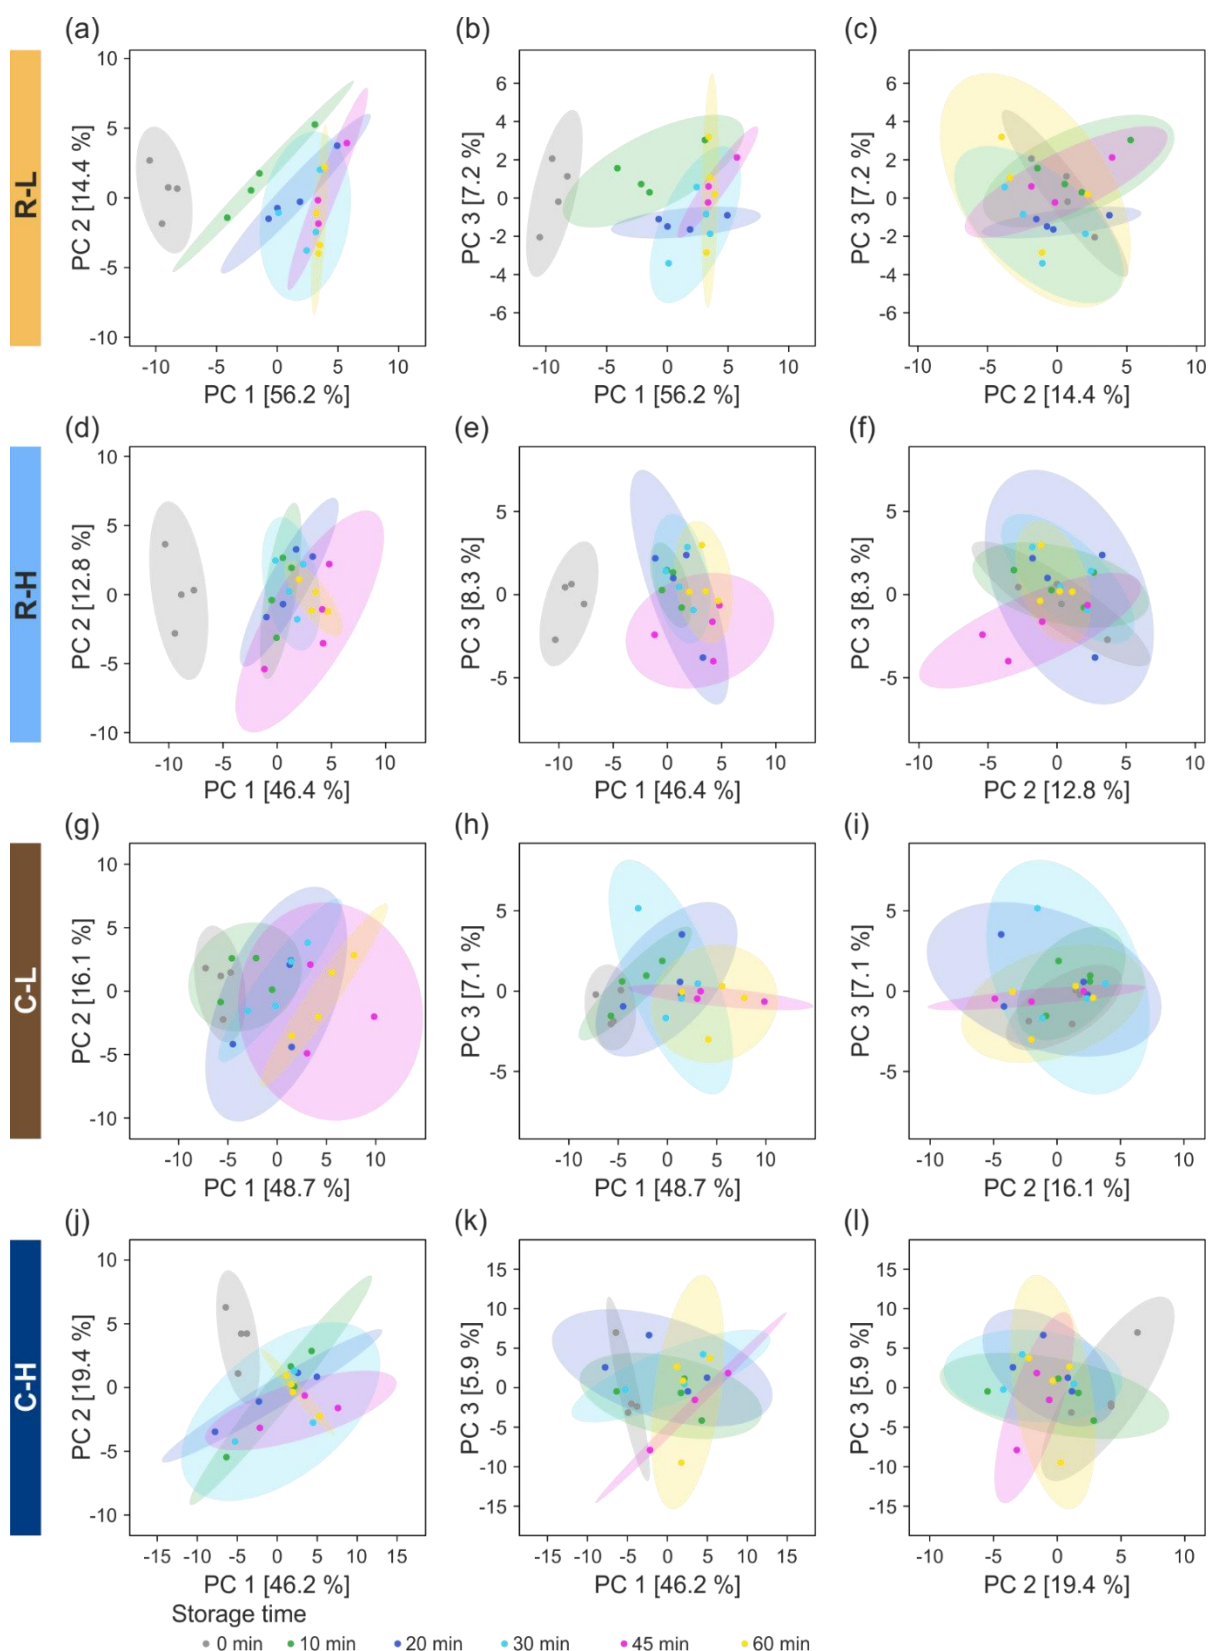 (a) (b) (c)
R-L
10 5 0 -5 -10
PC 2 [14.4 %]
-10 -5 0 5 10
PC 1 [56.2 %]
6 4 2 0 -2 -4 -6
PC 3 [7.2 %]
-10 -5 0 5 10
PC 1 [56.2 %]
6 4 2 0 -2 -4 -6
PC 3 [7.2 %]
-10 -5 0 5 10
PC 2 [14.4 %]
(d) (e) (f)
R-H
10 5 0 -5 -10
PC 2 [12.8 %]
-10 -5 0 5 10
PC 1 [46.4 %]
5 0 -5
PC 3 [8.3 %]
-10 -5 0 5 10
PC 1 [46.4 %]
5 0 -5
PC 3 [8.3 %]
-10 -5 0 5 10
PC 2 [12.8 %]
(g) (h) (i)
C-L
10 5 0 -5 -10
PC 2 [16.1 %]
-10 -5 0 5 10
PC 1 [48.7 %]
5 0 -5
PC 3 [7.1 %]
-10 -5 0 5 10
PC 1 [48.7 %]
5 0 -5
PC 3 [7.1 %]
-10 -5 0 5 10
PC 2 [16.1 %]
(j) (k) (l)
C-H
10 5 0 -5 -10
PC 2 [19.4 %]
-15 -10 -5 0 5 10 15
PC 1 [46.2 %]
15 10 5 0 -5 -10 -15
PC 3 [5.9 %]
-15 -10 -5 0 5 10 15
PC 1 [46.2 %]
15 10 5 0 -5 -10 -15
PC 3 [5.9 %]
-10 -5 0 5 10
PC 2 [19.4 %]
Storage time
0 min 10 min 20 min 30 min 45 min 60 min